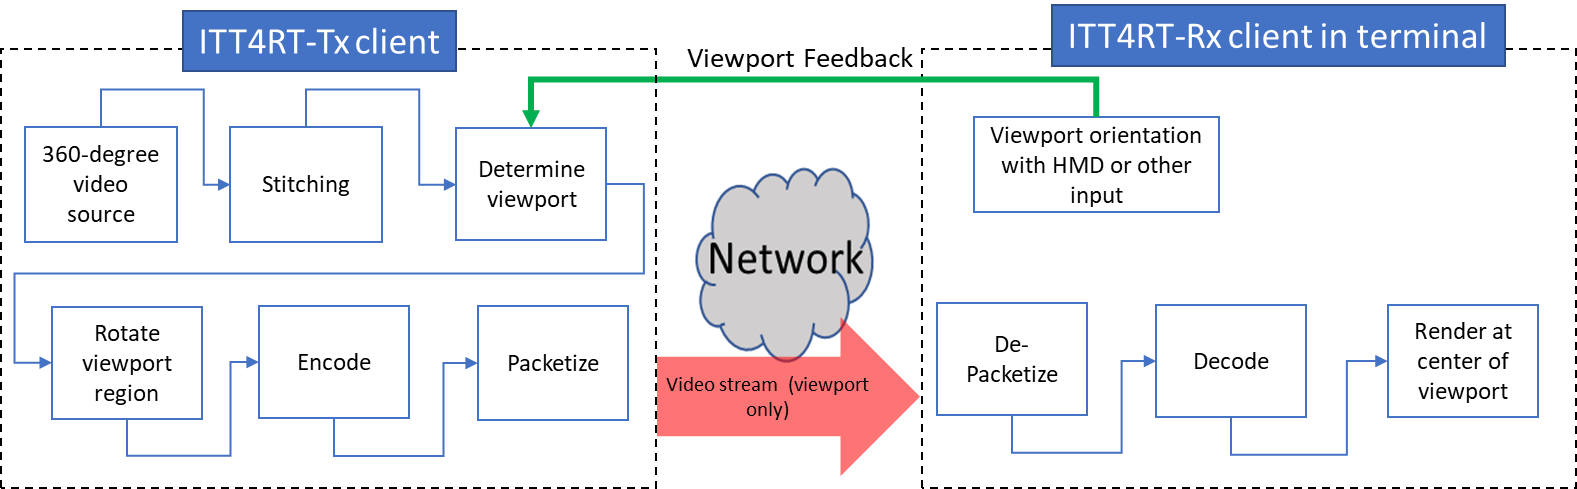 ITT4RT-Tx client
ITT4RT-Rx client in terminal
Viewport Feedback
360-degree
video
source
Stitching
Determine
viewport
Viewport orientation
with HMD or other
input
Network
Rotate
viewport
region
Encode
Packetize
Video stream (viewport
only)
De-
Packetize
Decode
Render at
center of
viewport